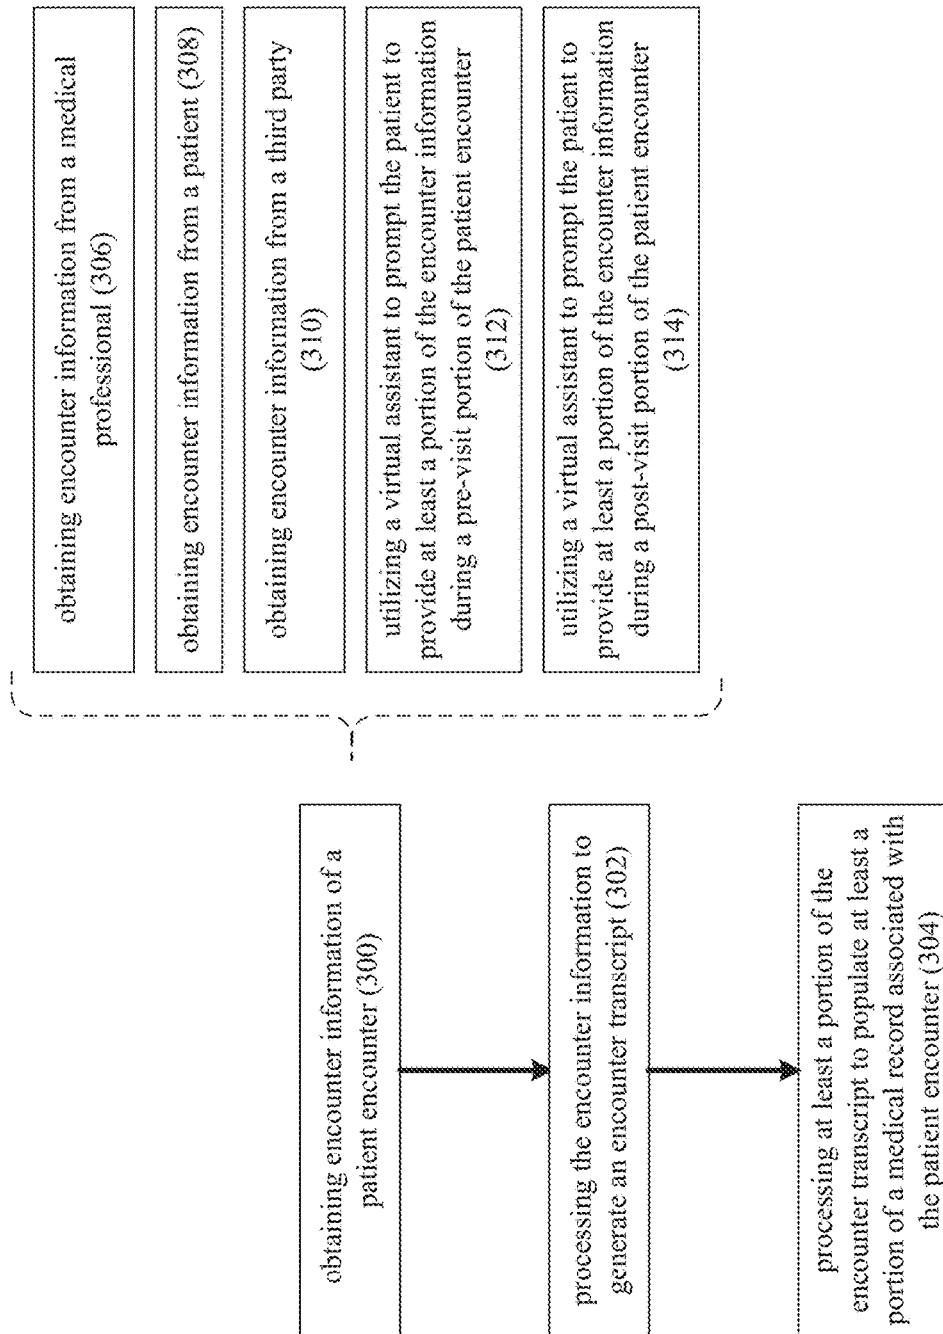 obtaining encounter information of a
patient encounter (300)
processing the encounter information to
generate an encounter transcript (302)
processing at least a portion of the
encounter transcript to populate at least a
portion of a medical record associated with
the patient encounter (304)
obtaining encounter information from a medical
professional (306)
obtaining encounter information from a patient (308)
obtaining encounter information from a third party
(310)
utilizing a virtual assistant to prompt the patient to
provide at least a portion of the encounter information
during a pre-visit portion of the patient encounter
(312)
utilizing a virtual assistant to prompt the patient to
provide at least a portion of the encounter information
during a post-visit portion of the patient encounter
(314)